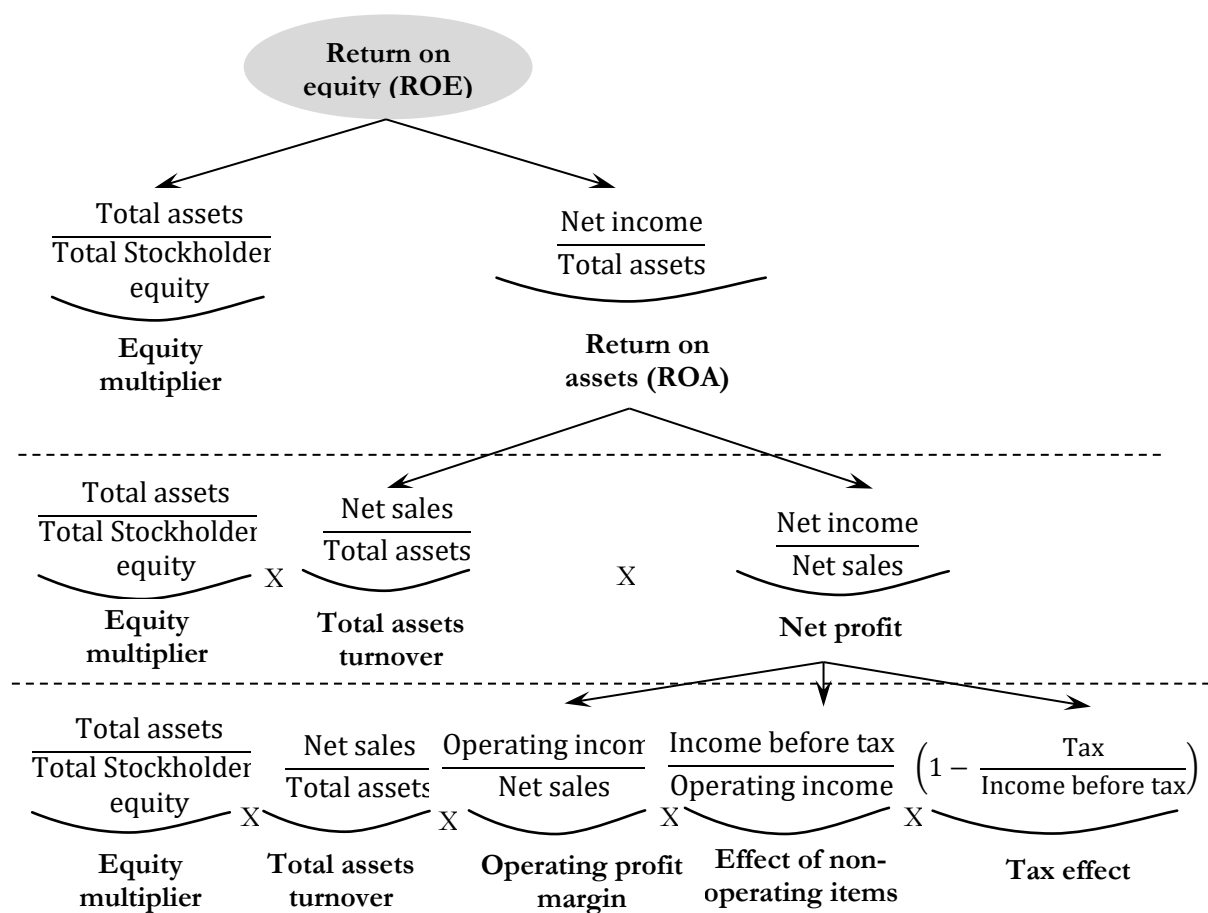 Return on
equity (ROE)
Total assets
Total Stockholder
equity
Equity
multiplier
Net income
Total assets
Return on
assets (ROA)
Total assets
Total Stockholder
equity
Equity
multiplier
X
Net sales
Total assets
Total assets
turnover
X
Net income
Net sales
Net profit
Total assets
Total Stockholder
equity
Equity
multiplier
X
Net sales
Total assets
Total assets
turnover
X
Operating incom
Net sales
Operating profit
margin
X
Income before tax
Operating income
Effect of non-
operating items
X
(1 − Tax
Income before tax)
Tax effect